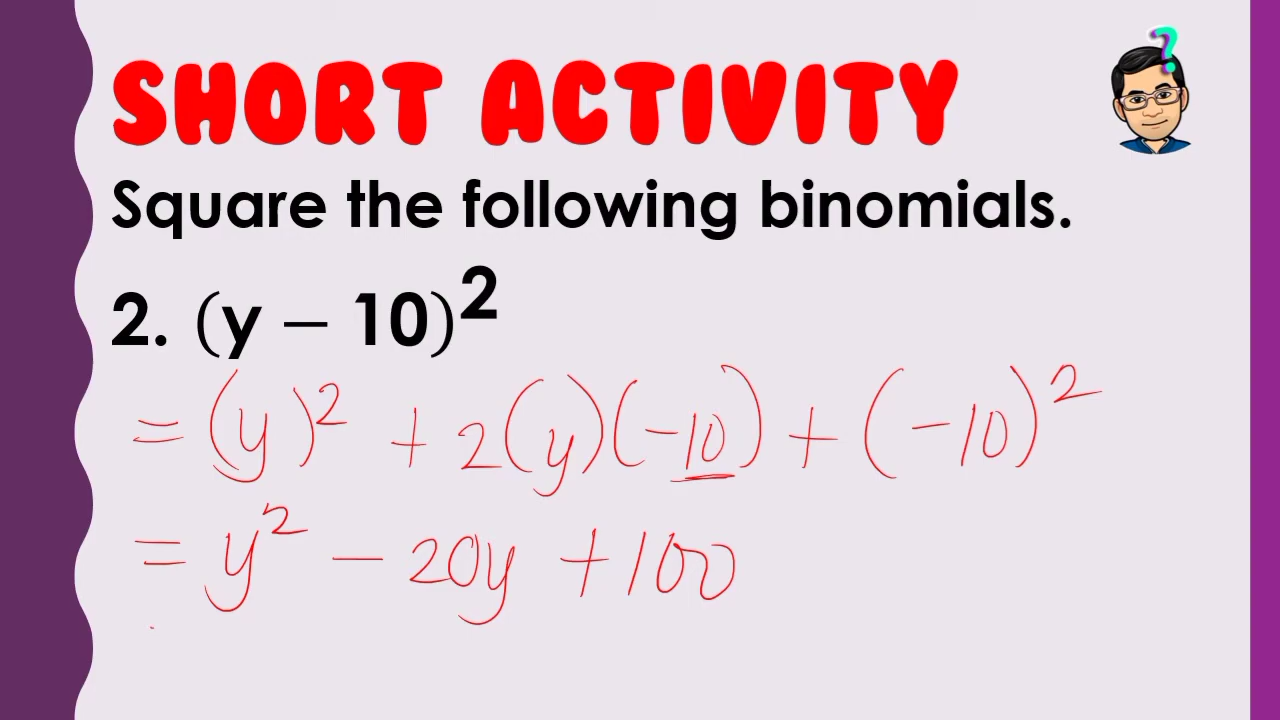 SHORT ACTIVITY
Square the following binomials.
2. (y – 10)²
= (y)² + 2(y)(-10) + (-10)²
= y² - 20y + 100
?